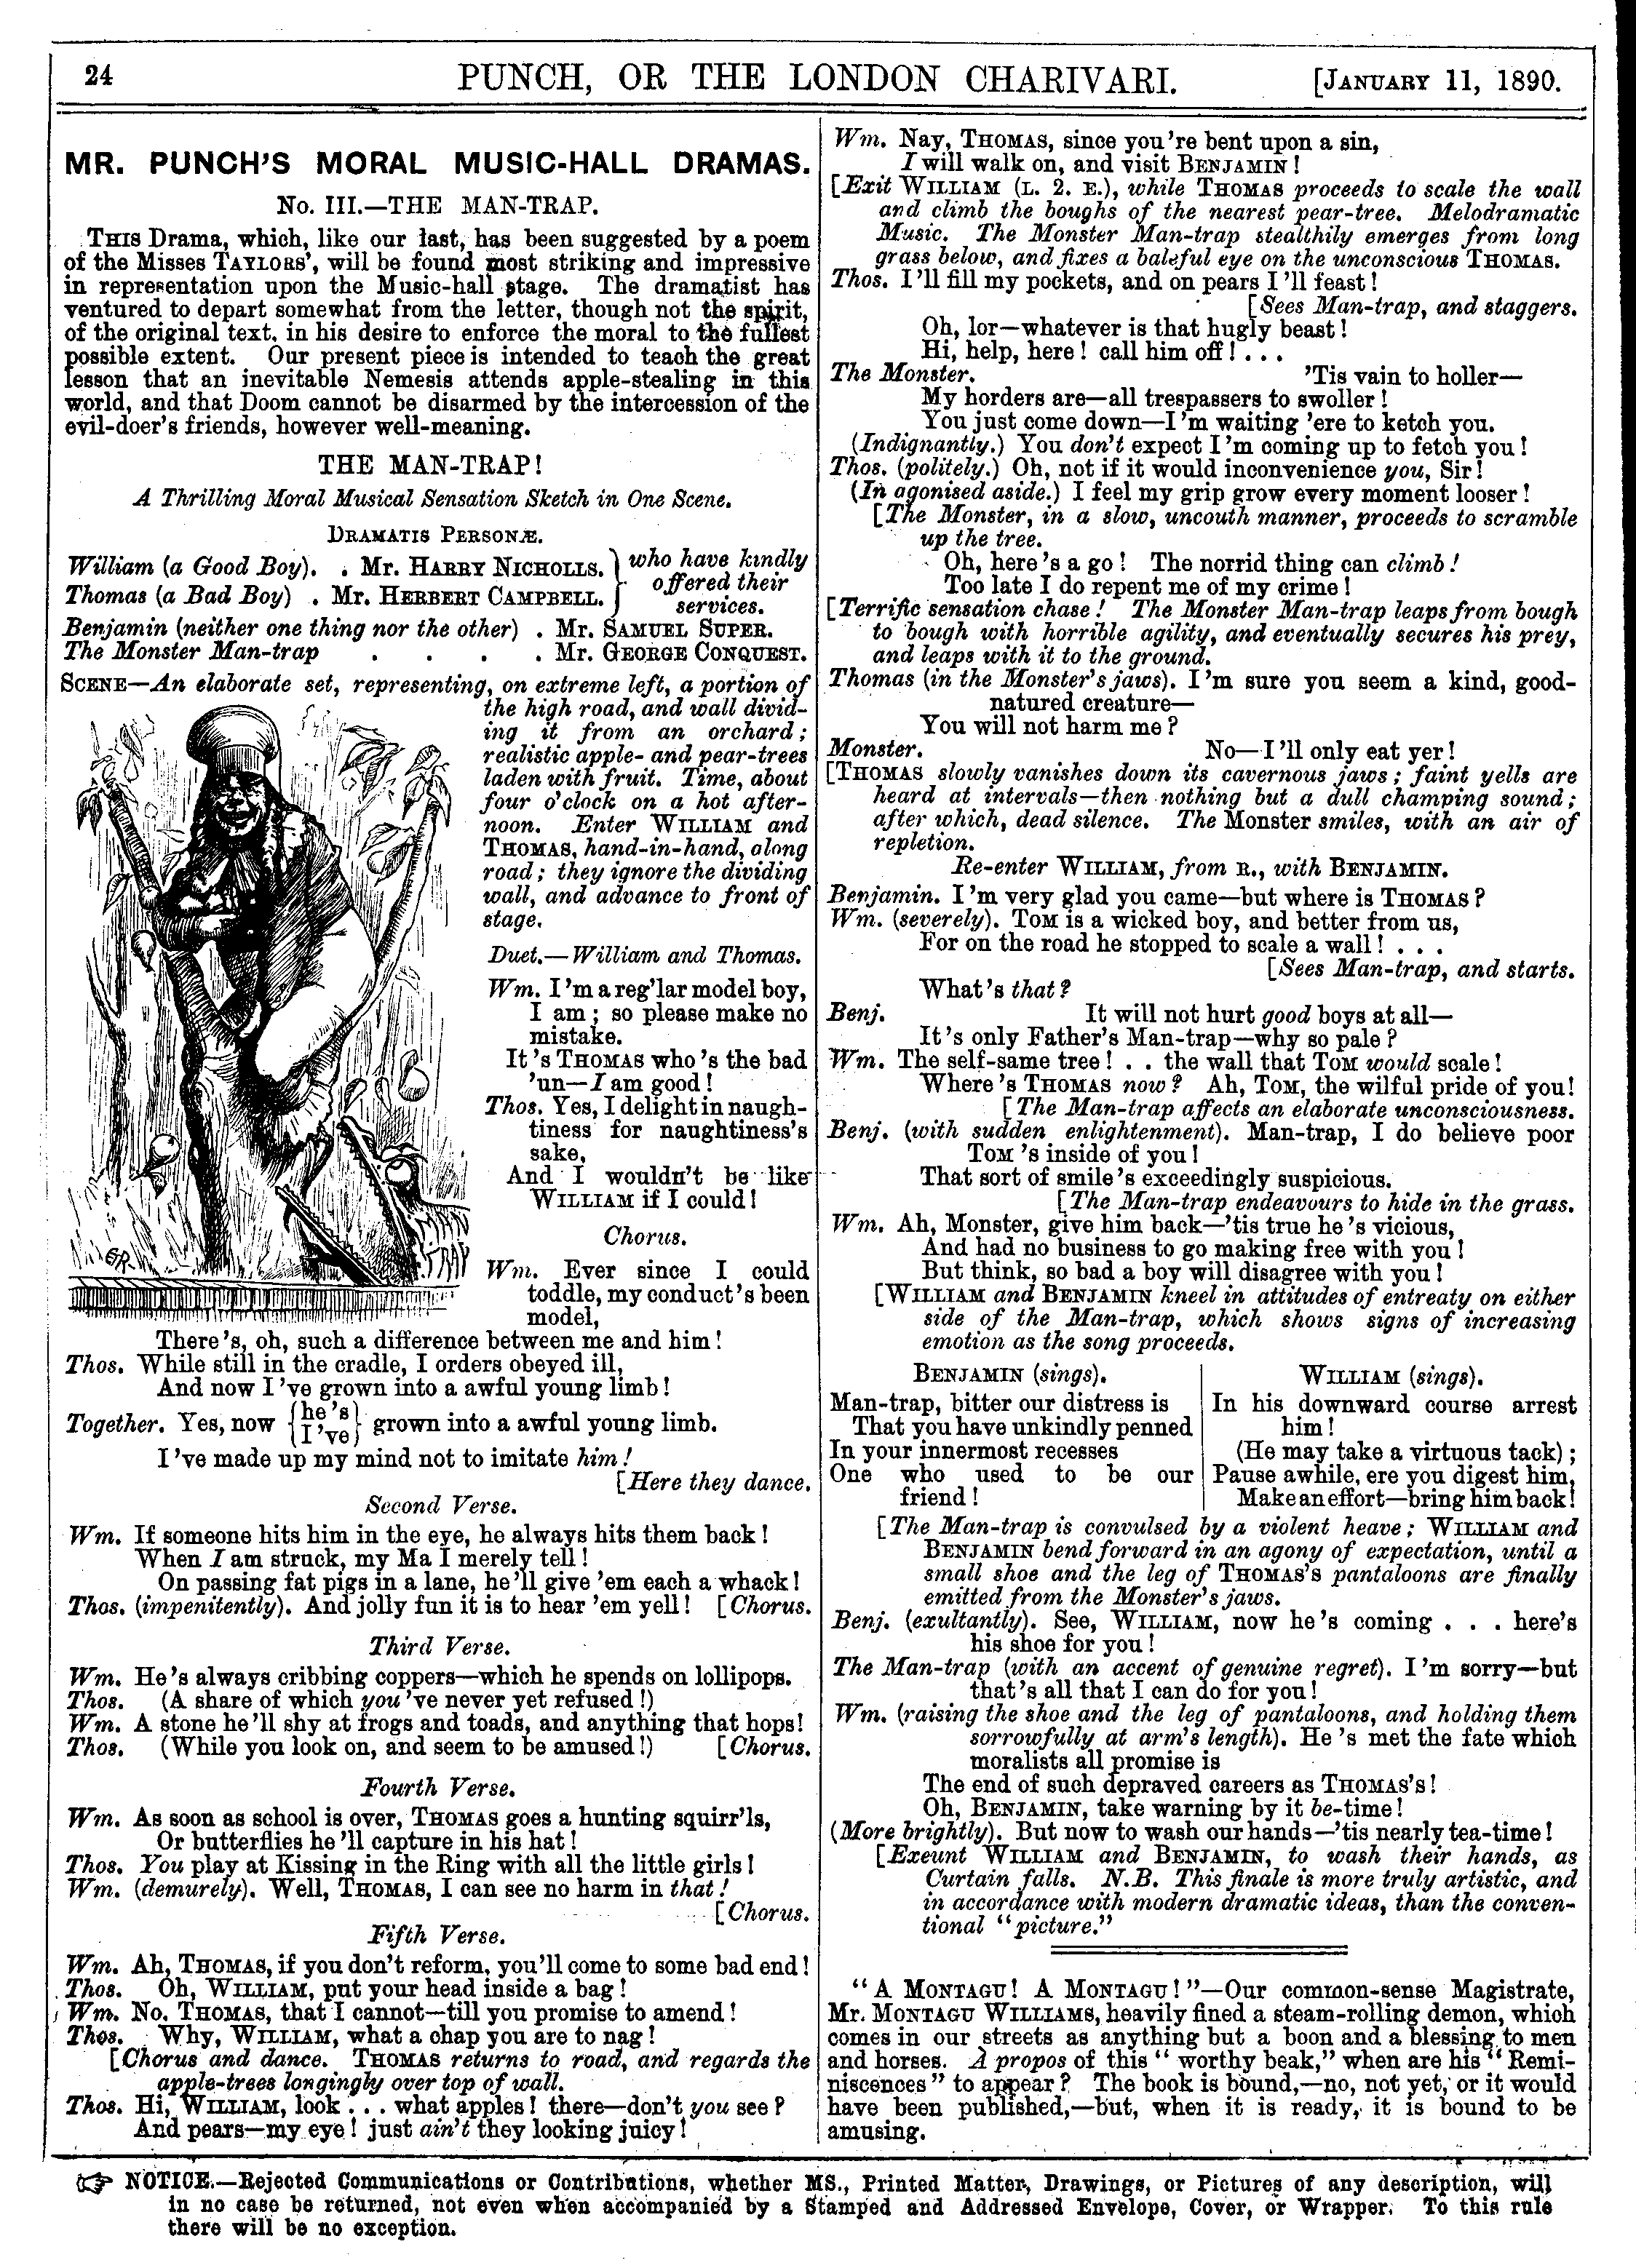 24
PUNCH, OR THE LONDON CHARIVARI.
[JANUARY 11, 1890.
MR. PUNCH'S MORAL MUSIC-HALL DRAMAS.
No. III.—THE MAN-TRAP.
THIS Drama, which, like our last, has been suggested by a poem
of the Misses TAYLORS', will be found most striking and impressive
in representation upon the Music-hall stage. The dramatist has
ventured to depart somewhat from the letter, though not the spirit,
of the original text, in his desire to enforce the moral to the fullest
possible extent. Our present piece is intended to teach the great
lesson that an inevitable Nemesis attends apple-stealing in this
world, and that Doom cannot be disarmed by the intercession of the
evil-doer's friends, however well-meaning.
THE MAN-TRAP!
A Thrilling Moral Musical Sensation Sketch in One Scene.
DRAMATIS PERSONÆ.
William (a Good Boy). . Mr. HARRY NICHOLLS.
Thomas (a Bad Boy) . Mr. HERBERT CAMPBELL.
who have kindly
offered their
services.
Benjamin (neither one thing nor the other) . Mr. SAMUEL SUPER.
The Monster Man-trap . . . . Mr. GEORGE CONQUEST.
SCENE—An elaborate set, representing, on extreme left, a portion of
the high road, and wall divid-
ing it from an orchard;
realistic apple- and pear-trees
laden with fruit. Time, about
four o'clock on a hot after-
noon. Enter WILLIAM and
THOMAS, hand-in-hand, along
road; they ignore the dividing
wall, and advance to front of
stage.
Duet.—William and Thomas.
Wm. I'm a reg'lar model boy,
I am; so please make no
mistake.
It's THOMAS who's the bad
'un—I am good!
Thos. Yes, I delight in naugh-
tiness for naughtiness's
sake,
And I wouldn't be like
WILLIAM if I could!
Chorus.
Wm. Ever since I could
toddle, my conduct's been
model,
There's, oh, such a difference between me and him!
Thos. While still in the cradle, I orders obeyed ill,
And now I've grown into a awful young limb!
Together. Yes, now {he's / I've} grown into a awful young limb.
I've made up my mind not to imitate him!
[Here they dance.
Second Verse.
Wm. If someone hits him in the eye, he always hits them back!
When I am struck, my Ma I merely tell!
On passing fat pigs in a lane, he'll give 'em each a whack!
Thos. (impenitently). And jolly fun it is to hear 'em yell! [Chorus.
Third Verse.
Wm. He's always cribbing coppers—which he spends on lollipops.
Thos. (A share of which you've never yet refused!)
Wm. A stone he'll shy at frogs and toads, and anything that hops!
Thos. (While you look on, and seem to be amused!) [Chorus.
Fourth Verse.
Wm. As soon as school is over, THOMAS goes a hunting squirr'ls,
Or butterflies he'll capture in his hat!
Thos. You play at Kissing in the Ring with all the little girls!
Wm. (demurely). Well, THOMAS, I can see no harm in that!
[Chorus.
Fifth Verse.
Wm. Ah, THOMAS, if you don't reform, you'll come to some bad end!
Thos. Oh, WILLIAM, put your head inside a bag!
Wm. No, THOMAS, that I cannot—till you promise to amend!
Thos. Why, WILLIAM, what a chap you are to nag!
[Chorus and dance. THOMAS returns to road, and regards the
apple-trees longingly over top of wall.
Thos. Hi, WILLIAM, look . . . what apples! there—don't you see?
And pears—my eye! just ain't they looking juicy!
GR
TRAP
Wm. Nay, THOMAS, since you're bent upon a sin,
I will walk on, and visit BENJAMIN!
[Exit WILLIAM (L. 2. E.), while THOMAS proceeds to scale the wall
and climb the boughs of the nearest pear-tree. Melodramatic
Music. The Monster Man-trap stealthily emerges from long
grass below, and fixes a baleful eye on the unconscious THOMAS.
Thos. I'll fill my pockets, and on pears I'll feast!
[Sees Man-trap, and staggers.
Oh, lor—whatever is that hugly beast!
Hi, help, here! call him off! . . .
The Monster. 'Tis vain to holler—
My horders are—all trespassers to swoller!
You just come down—I'm waiting 'ere to ketch you.
(Indignantly.) You don't expect I'm coming up to fetch you!
Thos. (politely.) Oh, not if it would inconvenience you, Sir!
(In agonised aside.) I feel my grip grow every moment looser!
[The Monster, in a slow, uncouth manner, proceeds to scramble
up the tree.
Oh, here's a go! The norrid thing can climb!
Too late I do repent me of my crime!
[Terrific sensation chase! The Monster Man-trap leaps from bough
to bough with horrible agility, and eventually secures his prey,
and leaps with it to the ground.
Thomas (in the Monster's jaws). I'm sure you seem a kind, good-
natured creature—
You will not harm me?
Monster. No—I'll only eat yer!
[THOMAS slowly vanishes down its cavernous jaws; faint yells are
heard at intervals—then nothing but a dull champing sound;
after which, dead silence. The Monster smiles, with an air of
repletion.
Re-enter WILLIAM, from R., with BENJAMIN.
Benjamin. I'm very glad you came—but where is THOMAS?
Wm. (severely). TOM is a wicked boy, and better from us,
For on the road he stopped to scale a wall! . . .
[Sees Man-trap, and starts.
What's that?
Benj. It will not hurt good boys at all—
It's only Father's Man-trap—why so pale?
Wm. The self-same tree! . . the wall that TOM would scale!
Where's THOMAS now? Ah, TOM, the wilful pride of you!
[The Man-trap affects an elaborate unconsciousness.
Benj. (with sudden enlightenment). Man-trap, I do believe poor
TOM's inside of you!
That sort of smile's exceedingly suspicious.
[The Man-trap endeavours to hide in the grass.
Wm. Ah, Monster, give him back—'tis true he's vicious,
And had no business to go making free with you!
But think, so bad a boy will disagree with you!
[WILLIAM and BENJAMIN kneel in attitudes of entreaty on either
side of the Man-trap, which shows signs of increasing
emotion as the song proceeds.
BENJAMIN (sings).
Man-trap, bitter our distress is
That you have unkindly penned
In your innermost recesses
One who used to be our
friend!
WILLIAM (sings).
In his downward course arrest
him!
(He may take a virtuous tack);
Pause awhile, ere you digest him,
Make an effort—bring him back!
[The Man-trap is convulsed by a violent heave; WILLIAM and
BENJAMIN bend forward in an agony of expectation, until a
small shoe and the leg of THOMAS'S pantaloons are finally
emitted from the Monster's jaws.
Benj. (exultantly). See, WILLIAM, now he's coming . . . here's
his shoe for you!
The Man-trap (with an accent of genuine regret). I'm sorry—but
that's all that I can do for you!
Wm. (raising the shoe and the leg of pantaloons, and holding them
sorrowfully at arm's length). He's met the fate which
moralists all promise is
The end of such depraved careers as THOMAS'S!
Oh, BENJAMIN, take warning by it be-time!
(More brightly). But now to wash our hands—'tis nearly tea-time!
[Exeunt WILLIAM and BENJAMIN, to wash their hands, as
Curtain falls. N.B. This finale is more truly artistic, and
in accordance with modern dramatic ideas, than the conven-
tional "picture."
"A MONTAGU! A MONTAGU!"—Our common-sense Magistrate,
Mr. MONTAGU WILLIAMS, heavily fined a steam-rolling demon, which
comes in our streets as anything but a boon and a blessing to men
and horses. À propos of this "worthy beak," when are his "Remi-
niscences" to appear? The book is bound,—no, not yet, or it would
have been published,—but, when it is ready, it is bound to be
amusing.
NOTICE.—Rejected Communications or Contributions, whether MS., Printed Matter, Drawings, or Pictures of any description, will
in no case be returned, not even when accompanied by a Stamped and Addressed Envelope, Cover, or Wrapper. To this rule
there will be no exception.